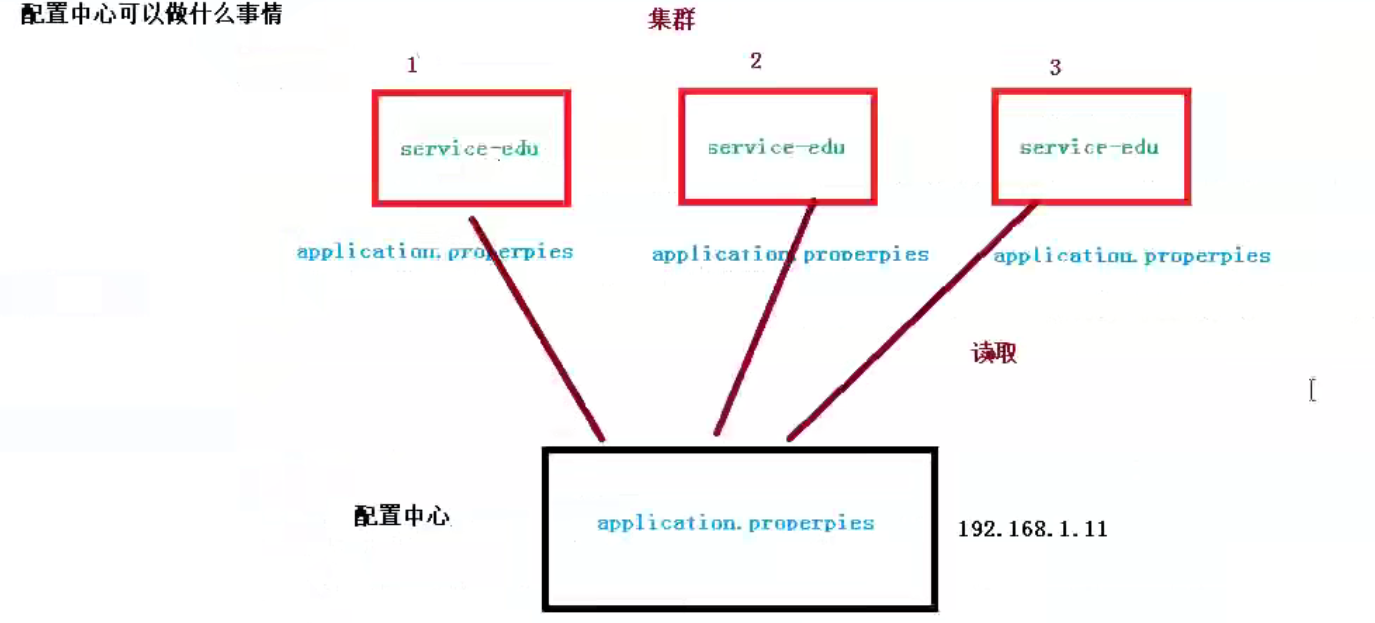 配置中心可以做什么事情
集群
1
2
3
service-edu
service-edu
service-edu
application.properpies
application.properpies
application.properpies
读取
配置中心
application.properpies
192.168.1.11